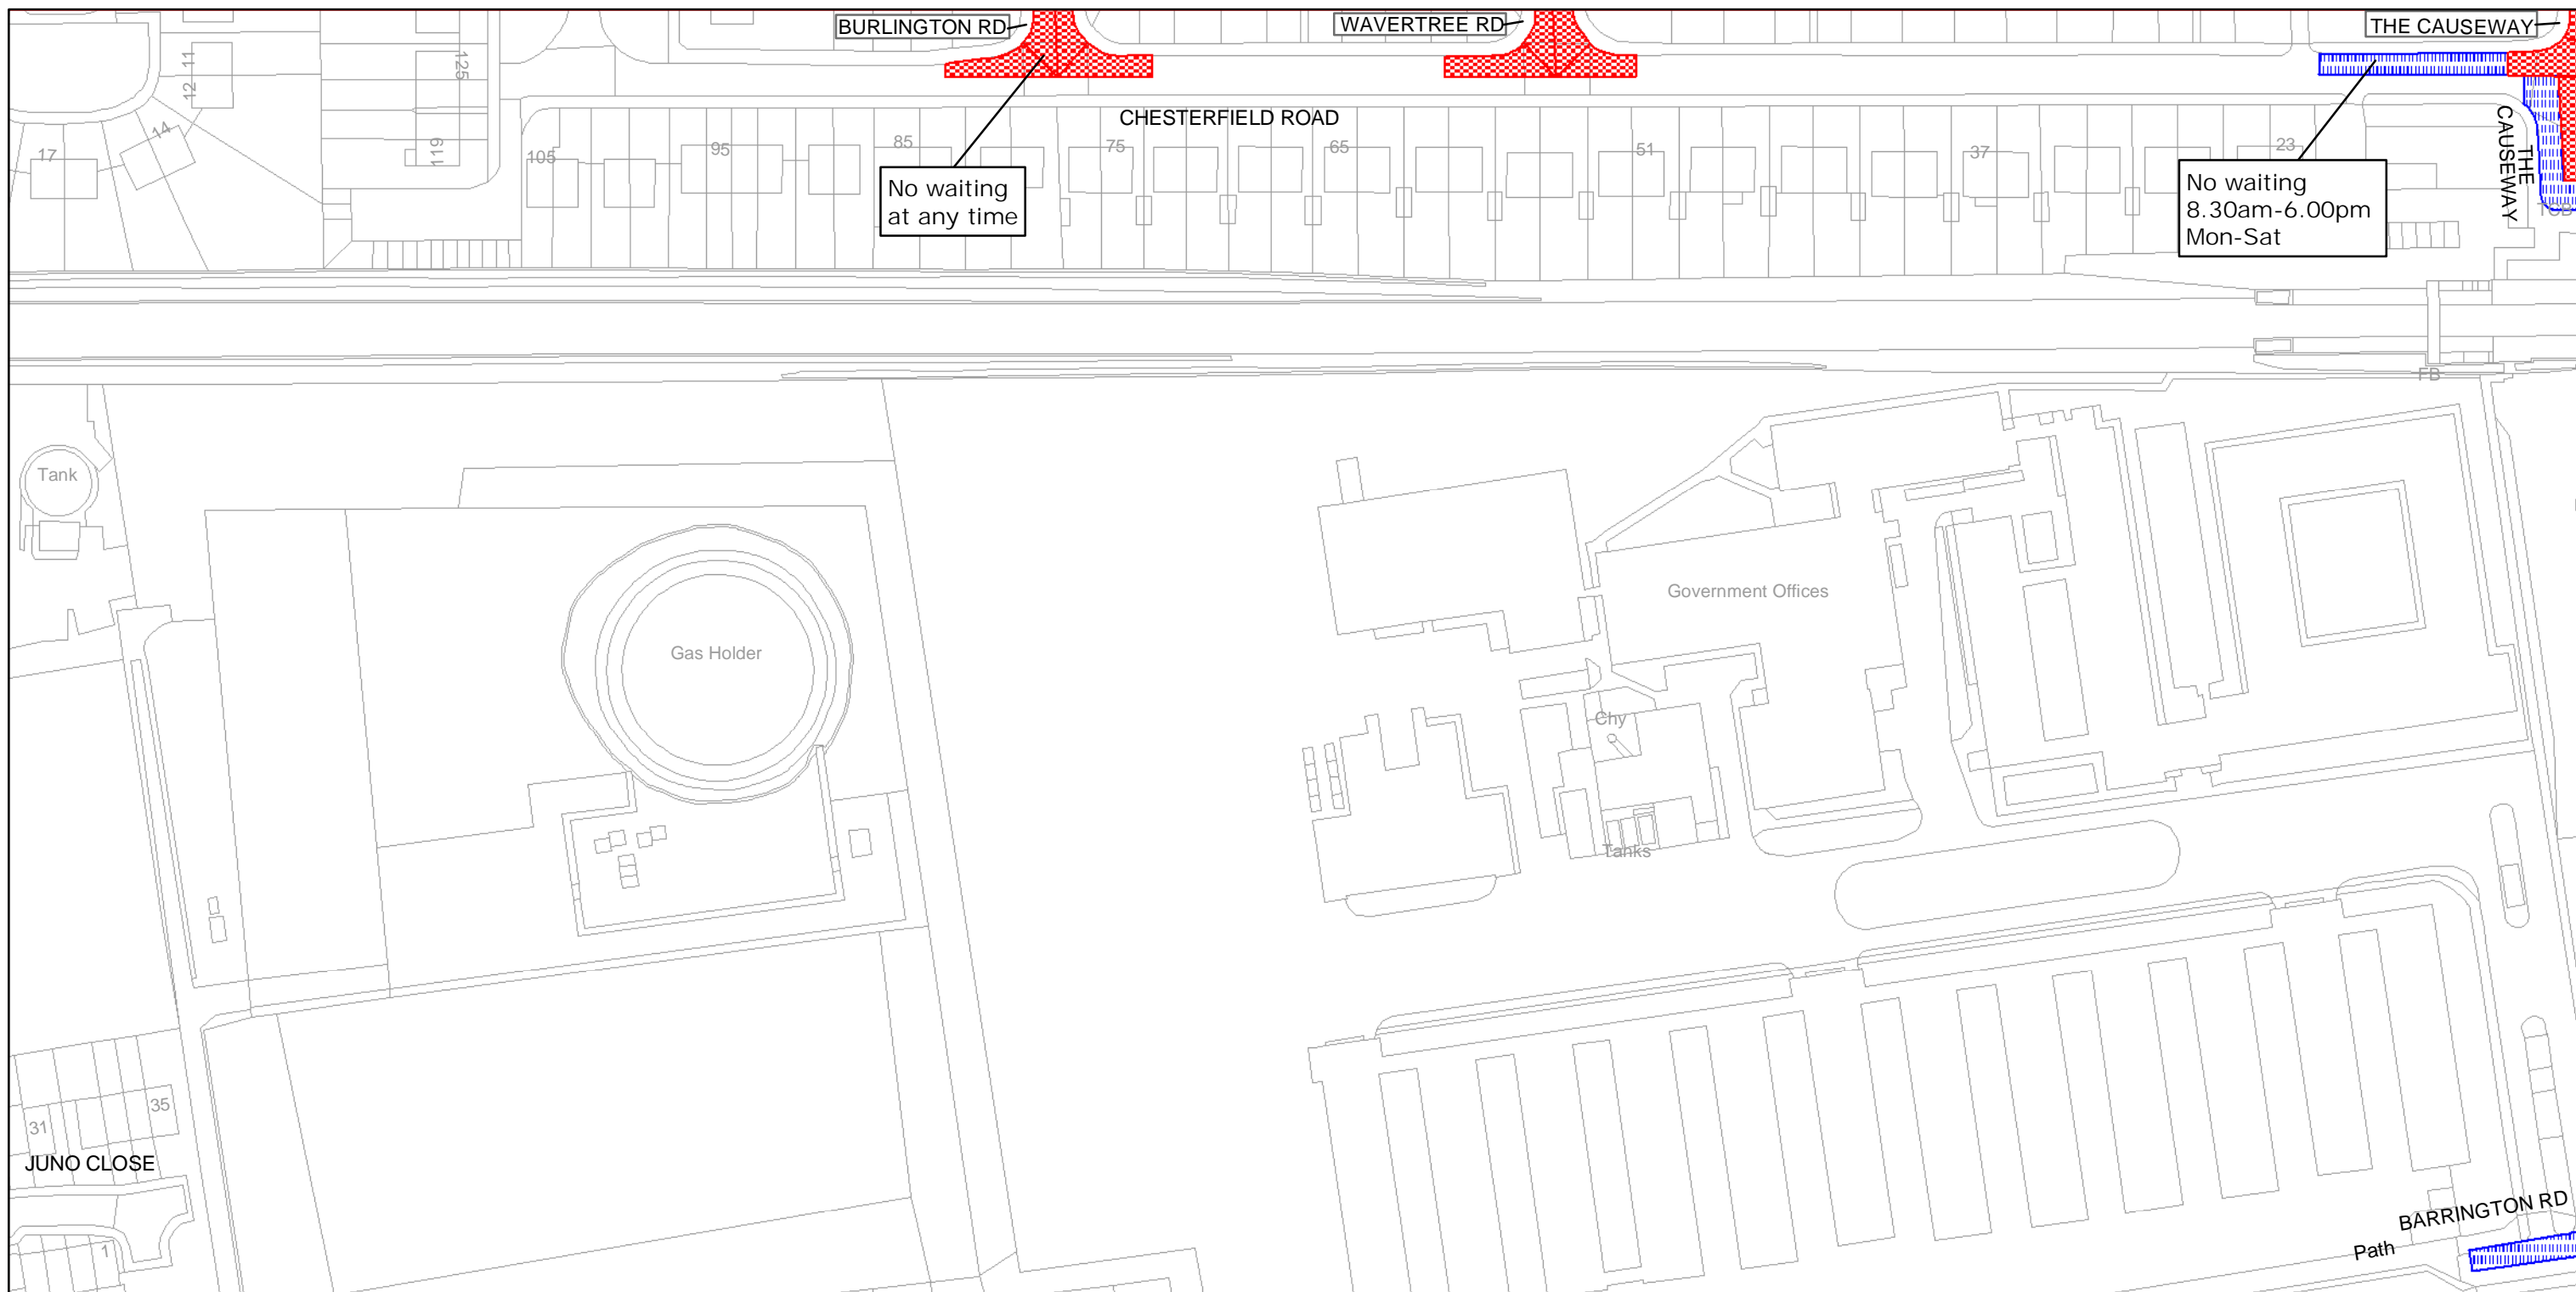 BURLINGTON RD
WAVERTREE RD
THE CAUSEWAY
11
12
125
119
14
17
105
95
85
CHESTERFIELD ROAD
75
65
51
37
23
THE
CAUSEWAY
TCB
No waiting
at any time
No waiting
8.30am-6.00pm
Mon-Sat
FB
Tank
Gas Holder
Government Offices
Chy
Tanks
35
31
JUNO CLOSE
1
BARRINGTON RD
Path